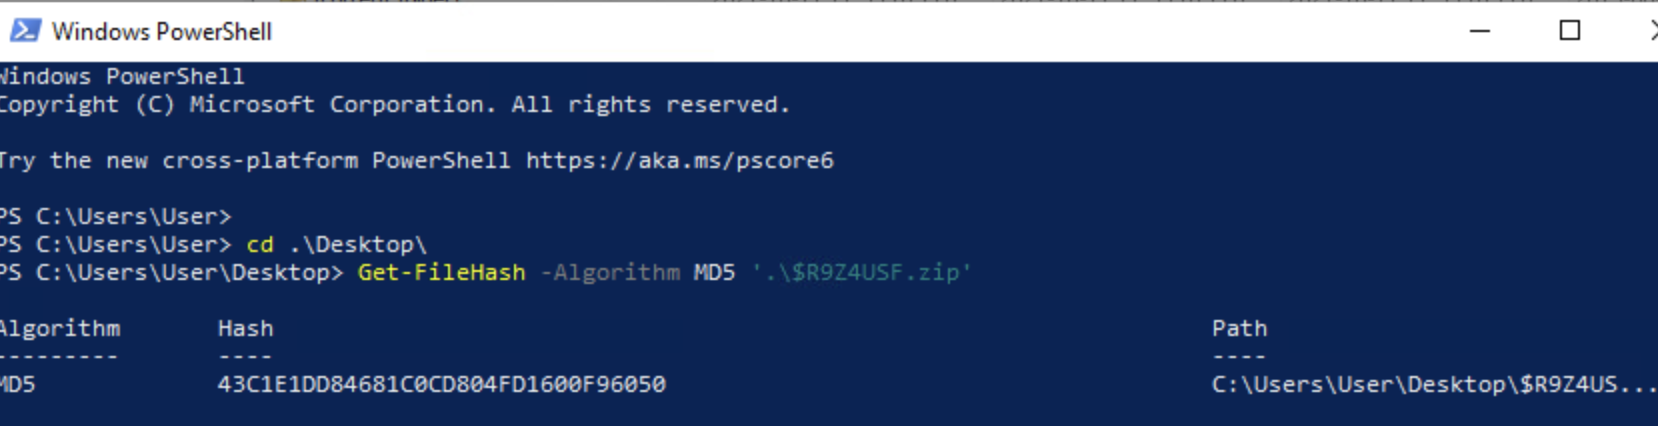 Windows PowerShell
Windows PowerShell
Copyright (C) Microsoft Corporation. All rights reserved.
Try the new cross-platform PowerShell https://aka.ms/pscore6
PS C:\Users\User>
PS C:\Users\User> cd .\Desktop\
PS C:\Users\User\Desktop> Get-FileHash -Algorithm MD5 '.\$R9Z4USF.zip'
Algorithm Hash Path
--------- ---- ----
MD5 43C1E1DD84681C0CD804FD1600F96050 C:\Users\User\Desktop\$R9Z4US...